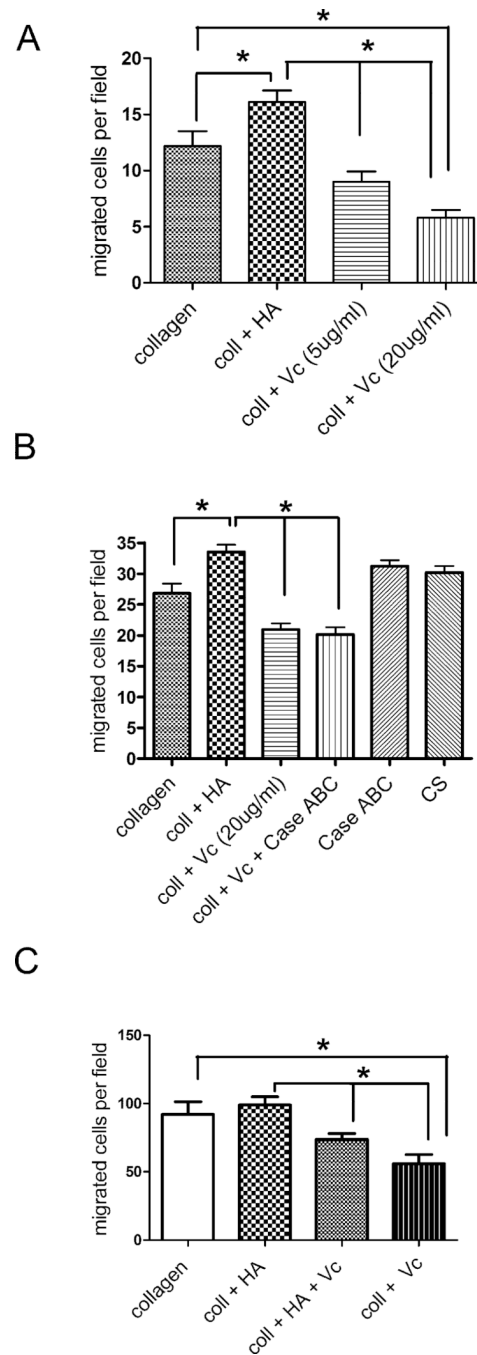 A
* 
* *
migrated cells per field
20
15
10
5
0
collagen
coll + HA
coll + Vc (5ug/ml)
coll + Vc (20ug/ml)
B
* *
migrated cells per field
35
30
25
20
15
10
5
0
collagen
coll + HA
coll + Vc (20ug/ml)
coll + Vc + Case ABC
Case ABC
CS
C
*
*
migrated cells per field
150
100
50
0
collagen
coll + HA
coll + HA + Vc
coll + Vc